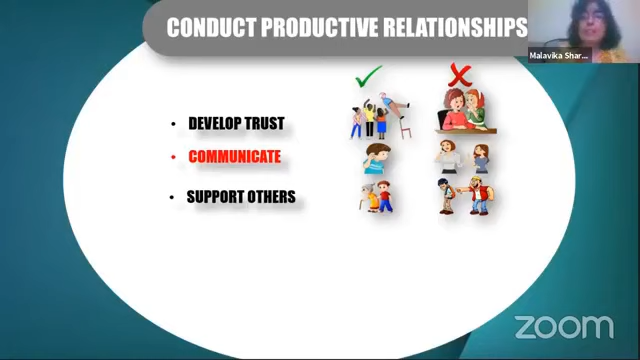 CONDUCT PRODUCTIVE RELATIONSHIPS
Malavika Shar...
• DEVELOP TRUST
• COMMUNICATE
• SUPPORT OTHERS
zoom